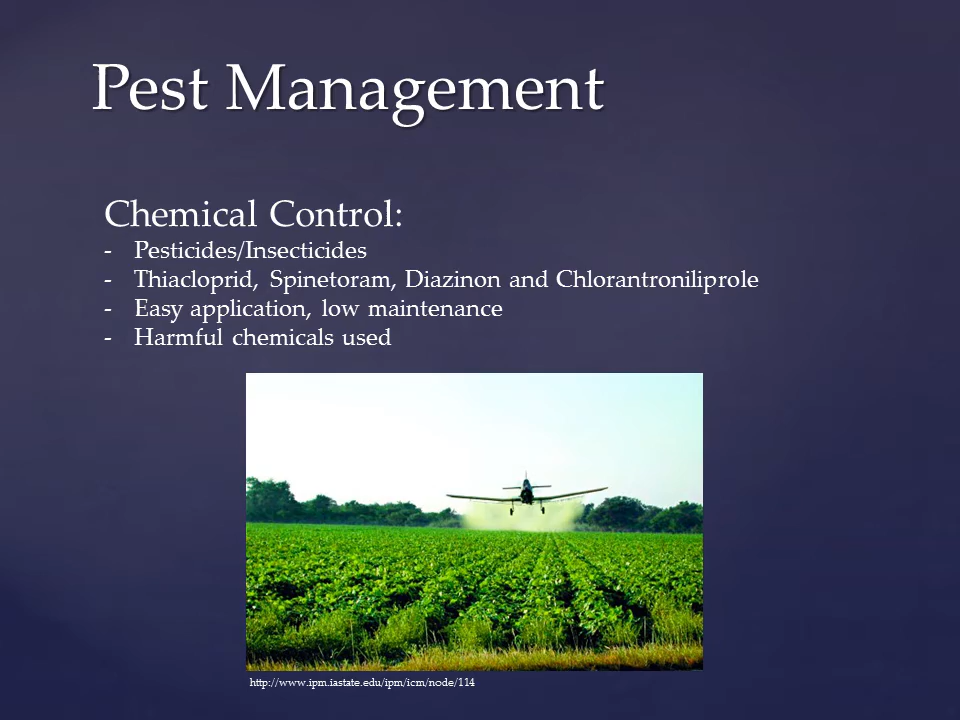 Pest Management
Chemical Control:
- Pesticides/Insecticides
- Thiacloprid, Spinetoram, Diazinon and Chlorantroniliprole
- Easy application, low maintenance
- Harmful chemicals used
http://www.ipm.iastate.edu/ipm/icm/node/114